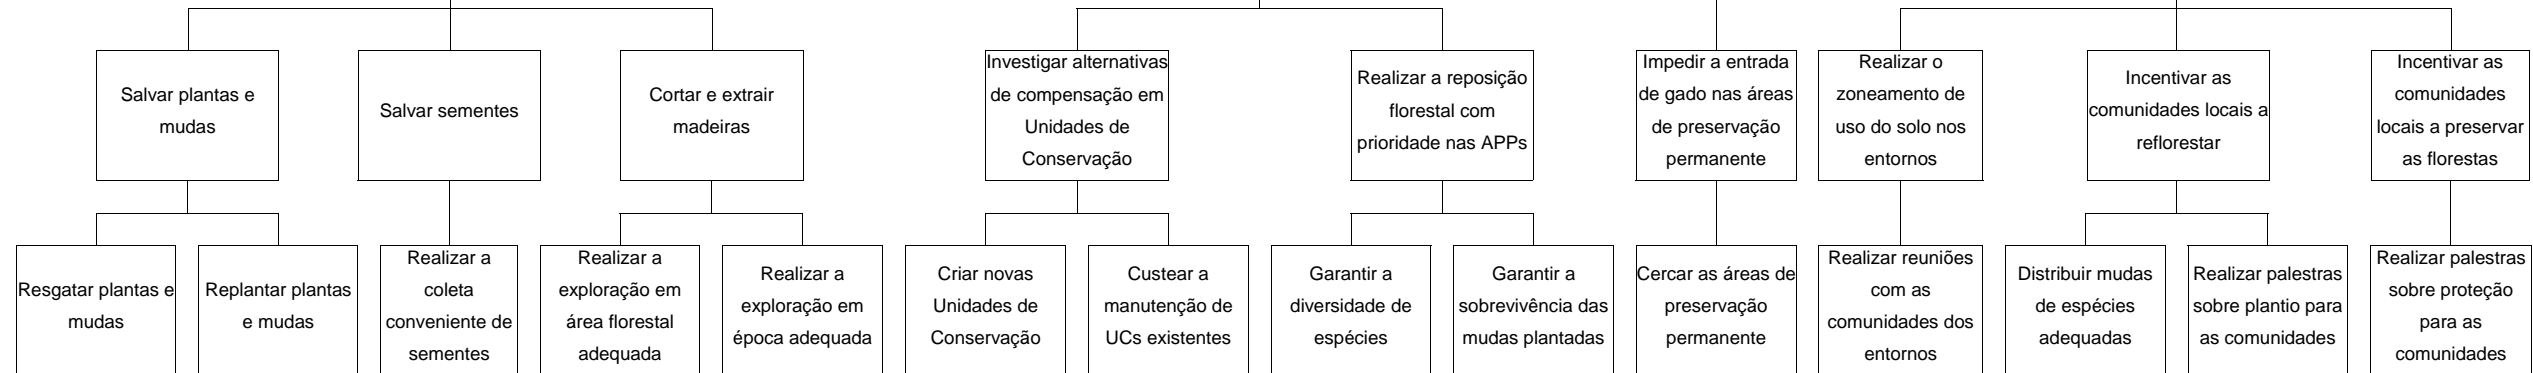 Salvar plantas e
mudas
Salvar sementes
Cortar e extrair
madeiras
Investigar alternativas
de compensação em
Unidades de
Conservação
Realizar a reposição
florestal com
prioridade nas APPs
Impedir a entrada
de gado nas áreas
de preservação
permanente
Realizar o
zoneamento de
uso do solo nos
entornos
Incentivar as
comunidades locais a
reflorestar
Incentivar as
comunidades
locais a preservar
as florestas
Resgatar plantas e
mudas
Replantar plantas
e mudas
Realizar a
coleta
conveniente de
sementes
Realizar a
exploração em
área florestal
adequada
Realizar a
exploração em
época adequada
Criar novas
Unidades de
Conservação
Custear a
manutenção de
UCs existentes
Garantir a
diversidade de
espécies
Garantir a
sobrevivência das
mudas plantadas
Cercar as áreas de
preservação
permanente
Realizar reuniões
com as
comunidades dos
entornos
Distribuir mudas
de espécies
adequadas
Realizar palestras
sobre plantio para
as comunidades
Realizar palestras
sobre proteção
para as
comunidades